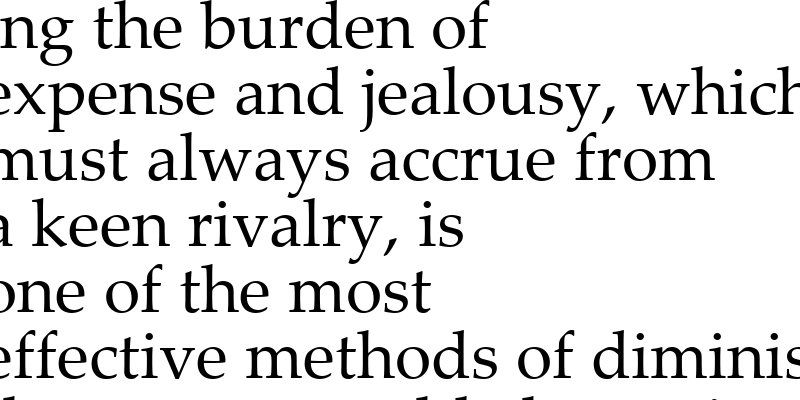 ing the burden of
expense and jealousy, which
must always accrue from
a keen rivalry, is
one of the most
effective methods of diminis